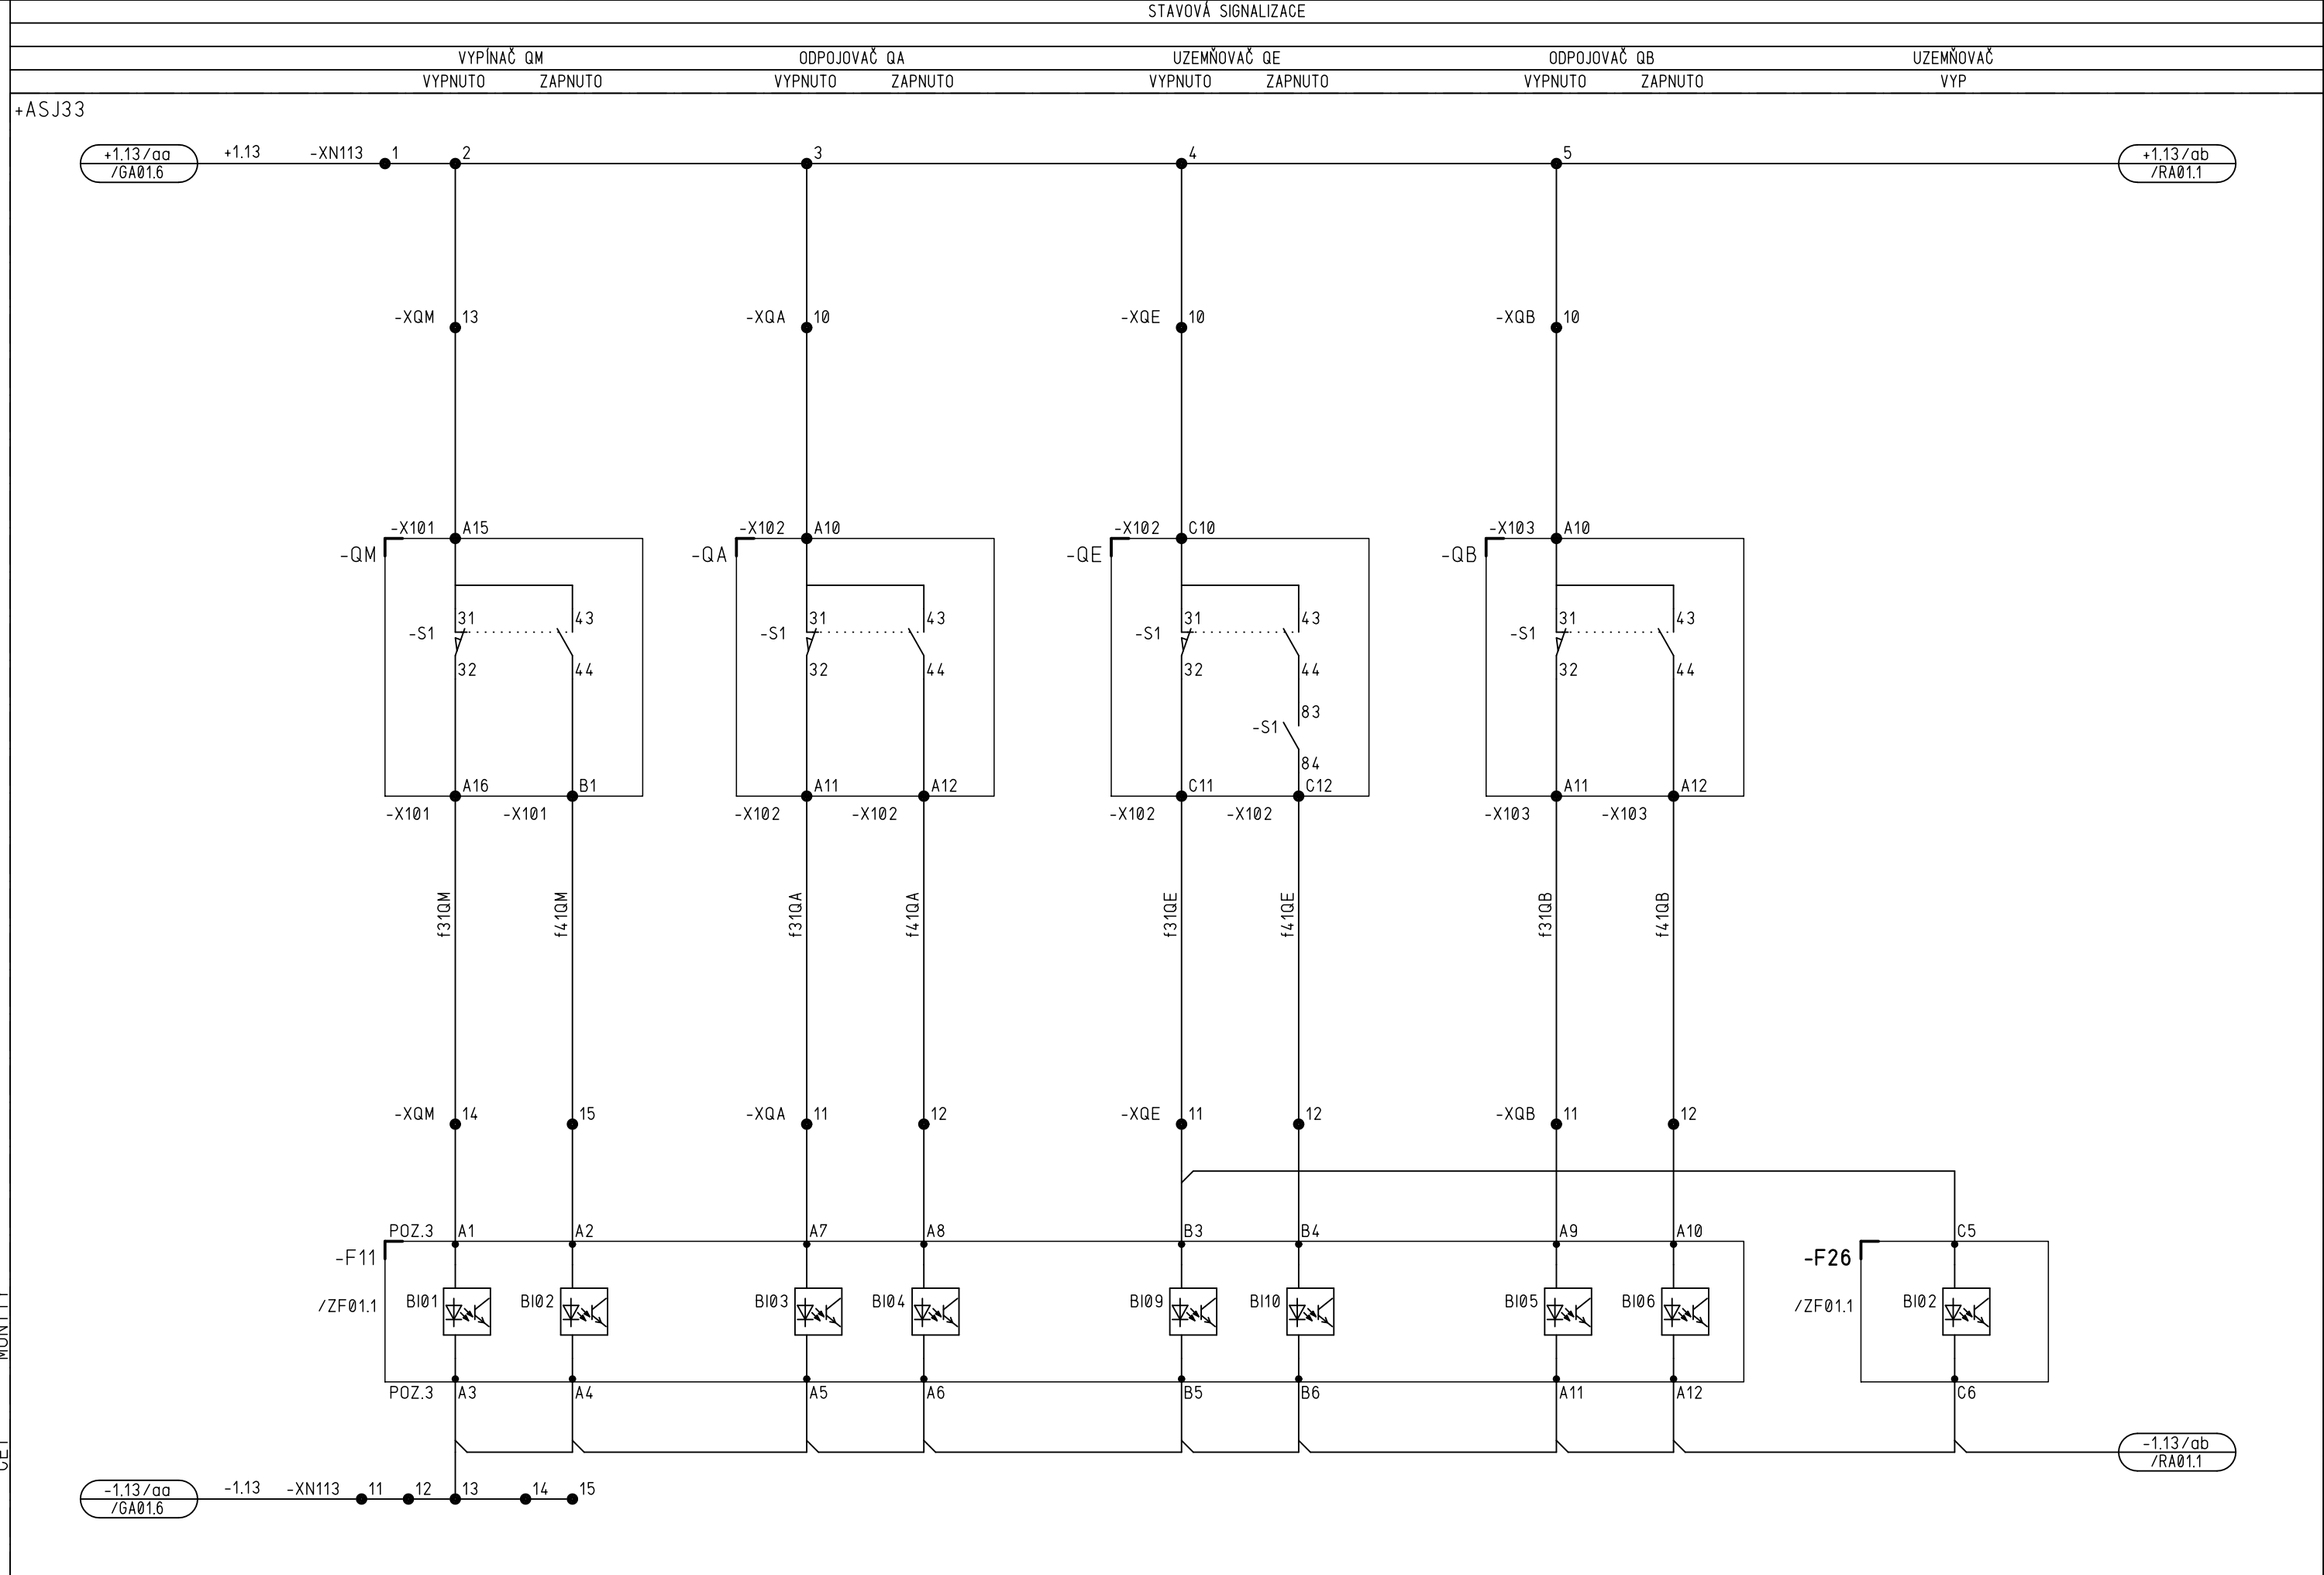 STAVOVÁ SIGNALIZACE
VYPÍNAČ QM ODPOJOVAČ QA UZEMŇOVAČ QE ODPOJOVAČ QB UZEMŇOVAČ
VYPNUTO ZAPNUTO VYPNUTO ZAPNUTO VYPNUTO ZAPNUTO VYPNUTO ZAPNUTO VYP
+ASJ33
+1.13/aa +1.13 -XN113 1 2 3 4 5 +1.13/ab
/GA01.6 /RA01.1
-XQM 13 -XQA 10 -XQE 10 -XQB 10
-X101 A15 -X102 A10 -X102 C10 -X103 A10
-QM -QA -QE -QB
31 43 31 43 31 43 31 43
-S1 -S1 -S1 -S1
32 44 32 44 32 44 32 44
83
-S1
84
A16 B1 A11 A12 C11 C12 A11 A12
-X101 -X101 -X102 -X102 -X102 -X102 -X103 -X103
f31QM f41QM f31QA f41QA f31QE f41QE f31QB f41QB
-XQM 14 15 -XQA 11 12 -XQE 11 12 -XQB 11 12
POZ.3 A1 A2 A7 A8 B3 B4 A9 A10 C5
-F11 -F26
/ZF01.1 BI01 BI02 BI03 BI04 BI09 BI10 BI05 BI06 /ZF01.1 BI02
POZ.3 A3 A4 A5 A6 B5 B6 A11 A12 C6
-1.13/ab
/RA01.1
-1.13/aa -1.13 -XN113 11 12 13 14 15
/GA01.6